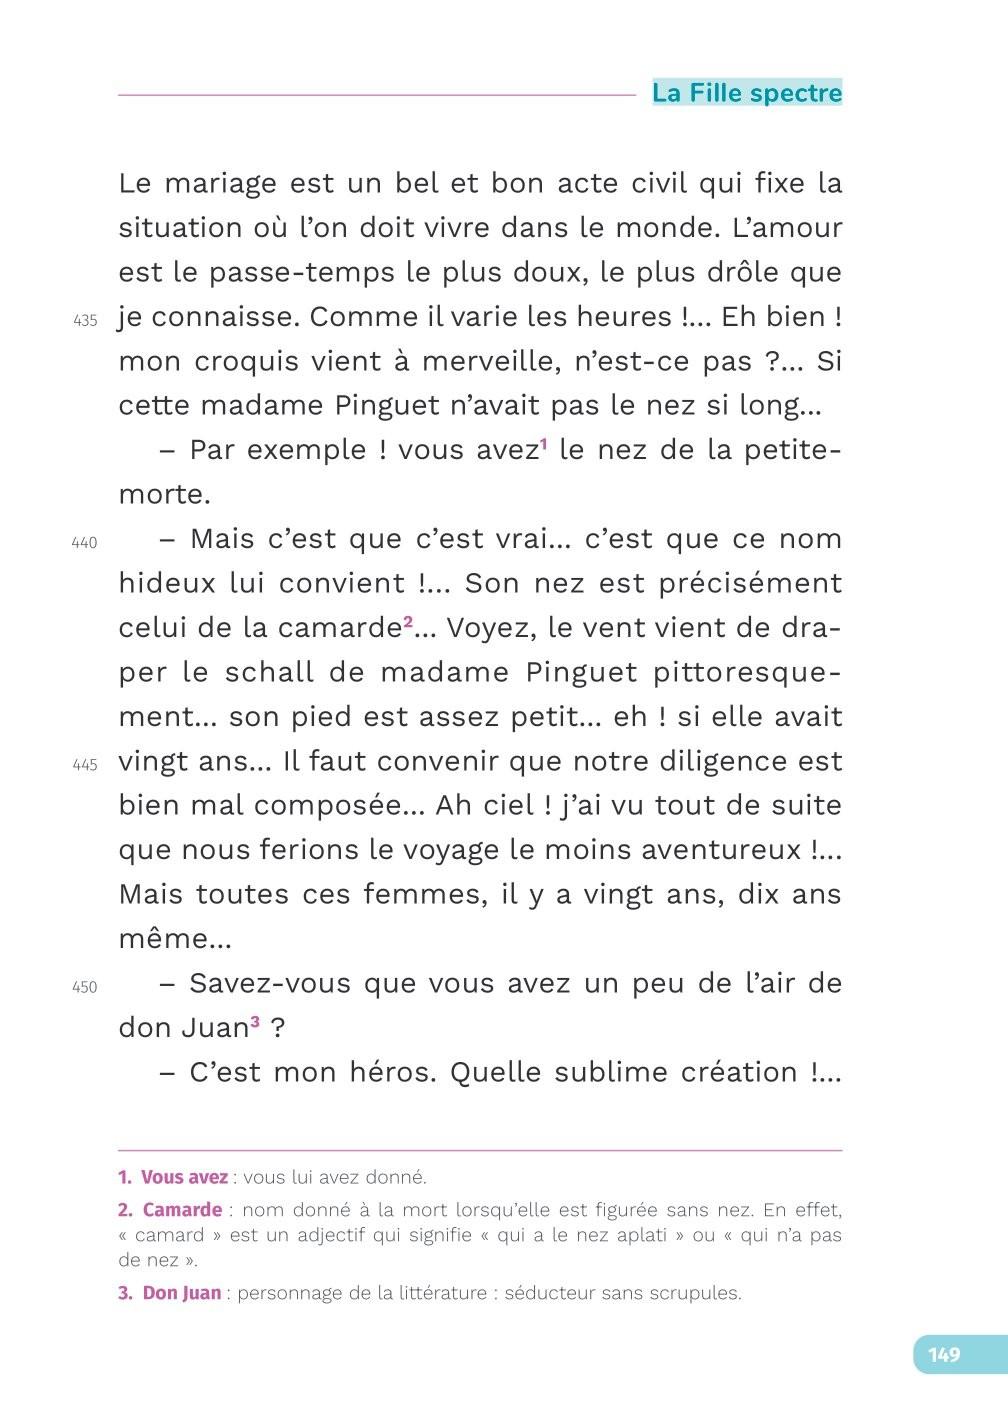 La Fille spectre
Le mariage est un bel et bon acte civil qui fixe la
situation où l’on doit vivre dans le monde. L’amour
est le passe-temps le plus doux, le plus drôle que
435 je connaisse. Comme il varie les heures !... Eh bien !
mon croquis vient à merveille, n’est-ce pas ?... Si
cette madame Pinguet n’avait pas le nez si long...
– Par exemple ! vous avez¹ le nez de la petite-
morte.
440 – Mais c’est que c’est vrai... c’est que ce nom
hideux lui convient !... Son nez est précisément
celui de la camarde²... Voyez, le vent vient de dra-
per le schall de madame Pinguet pittoresque-
ment... son pied est assez petit... eh ! si elle avait
445 vingt ans... Il faut convenir que notre diligence est
bien mal composée... Ah ciel ! j’ai vu tout de suite
que nous ferions le voyage le moins aventureux !...
Mais toutes ces femmes, il y a vingt ans, dix ans
même...
450 – Savez-vous que vous avez un peu de l’air de
don Juan³ ?
– C’est mon héros. Quelle sublime création !...
1. Vous avez : vous lui avez donné.
2. Camarde : nom donné à la mort lorsqu’elle est figurée sans nez. En effet,
« camard » est un adjectif qui signifie « qui a le nez aplati » ou « qui n’a pas
de nez ».
3. Don Juan : personnage de la littérature : séducteur sans scrupules.
149